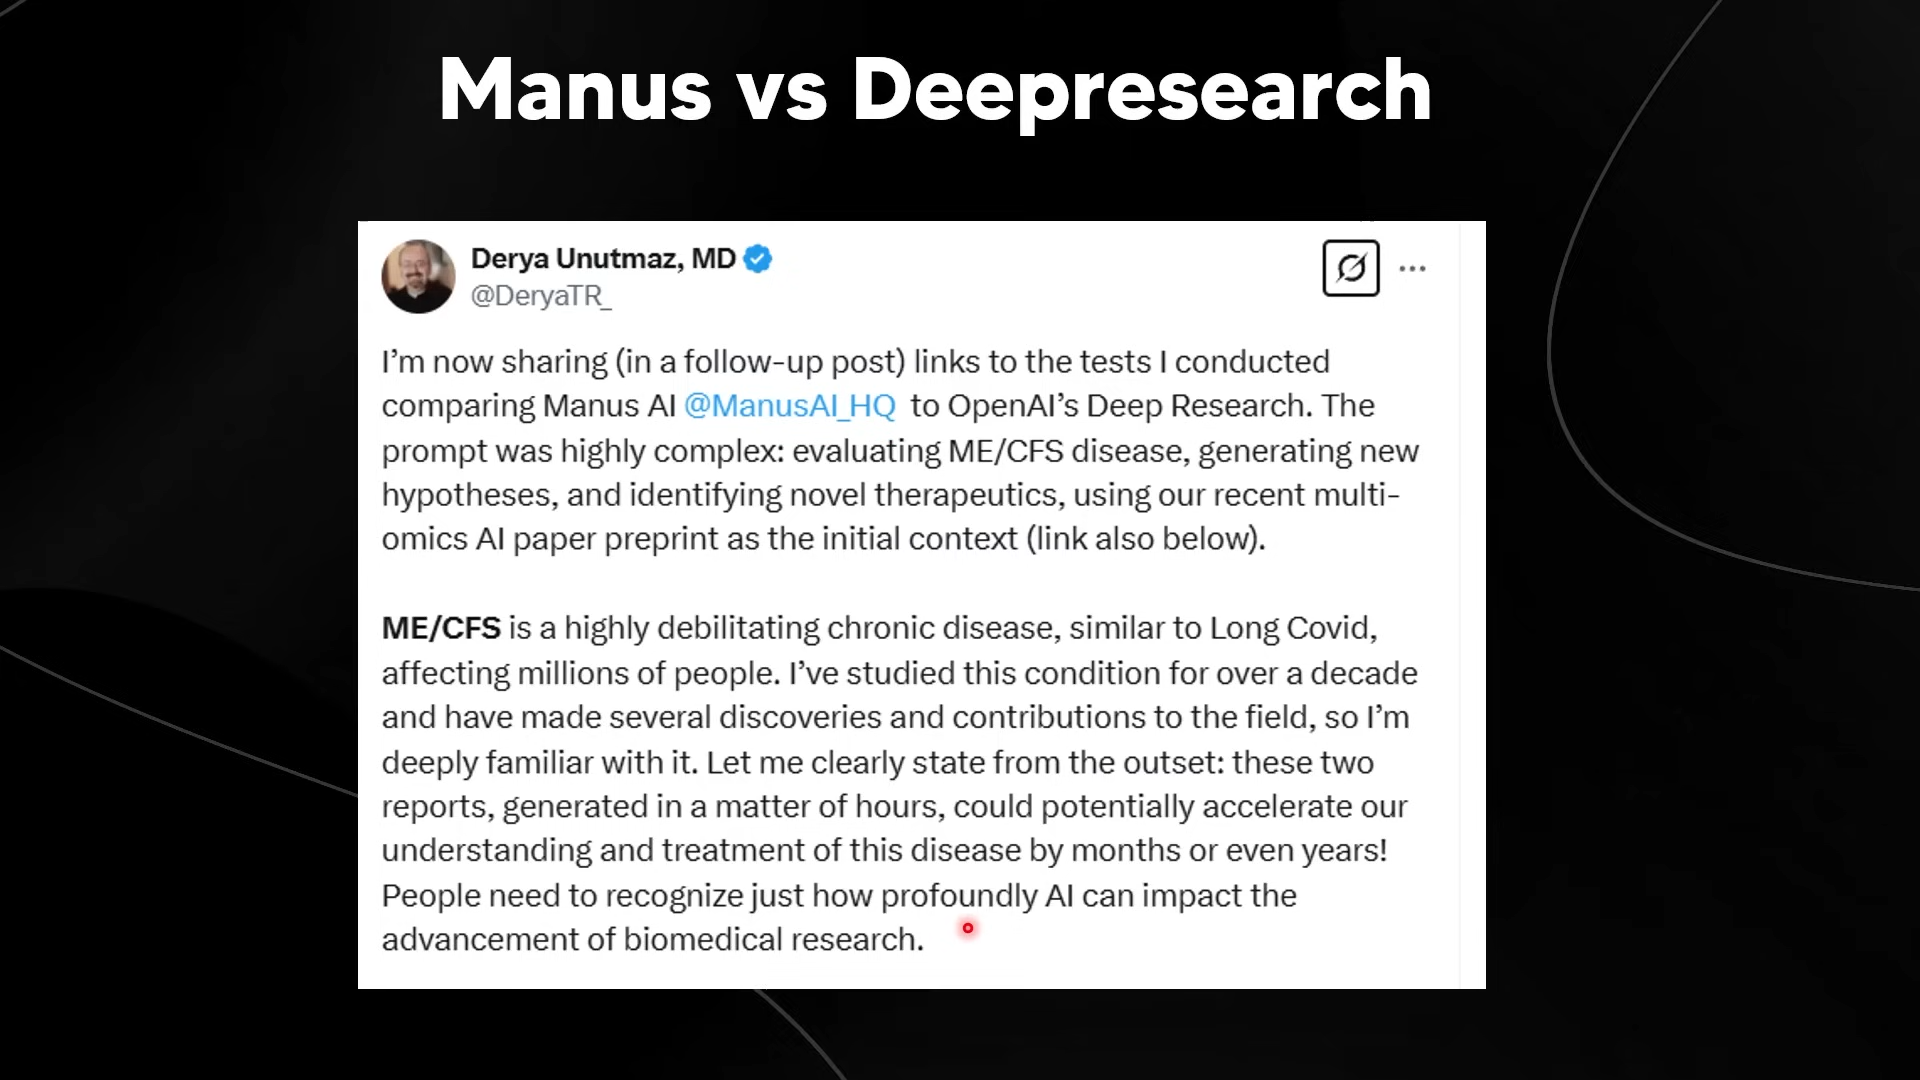 Manus vs Deepresearch
Derya Unutmaz, MD
@DeryaTR_
I’m now sharing (in a follow-up post) links to the tests I conducted
comparing Manus AI @ManusAI_HQ to OpenAI’s Deep Research. The
prompt was highly complex: evaluating ME/CFS disease, generating new
hypotheses, and identifying novel therapeutics, using our recent multi-
omics AI paper preprint as the initial context (link also below).
ME/CFS is a highly debilitating chronic disease, similar to Long Covid,
affecting millions of people. I’ve studied this condition for over a decade
and have made several discoveries and contributions to the field, so I’m
deeply familiar with it. Let me clearly state from the outset: these two
reports, generated in a matter of hours, could potentially accelerate our
understanding and treatment of this disease by months or even years!
People need to recognize just how profoundly AI can impact the
advancement of biomedical research.